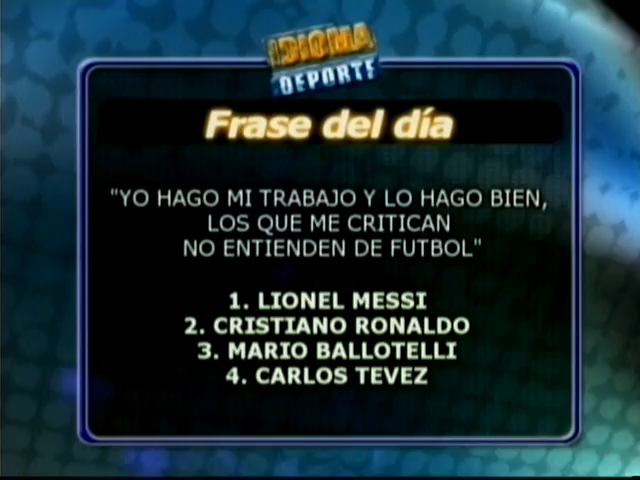 IDIOMA
DEPORTE
Frase del día
"YO HAGO MI TRABAJO Y LO HAGO BIEN,
LOS QUE ME CRITICAN
NO ENTIENDEN DE FUTBOL"
1. LIONEL MESSI
2. CRISTIANO RONALDO
3. MARIO BALLOTELLI
4. CARLOS TEVEZ